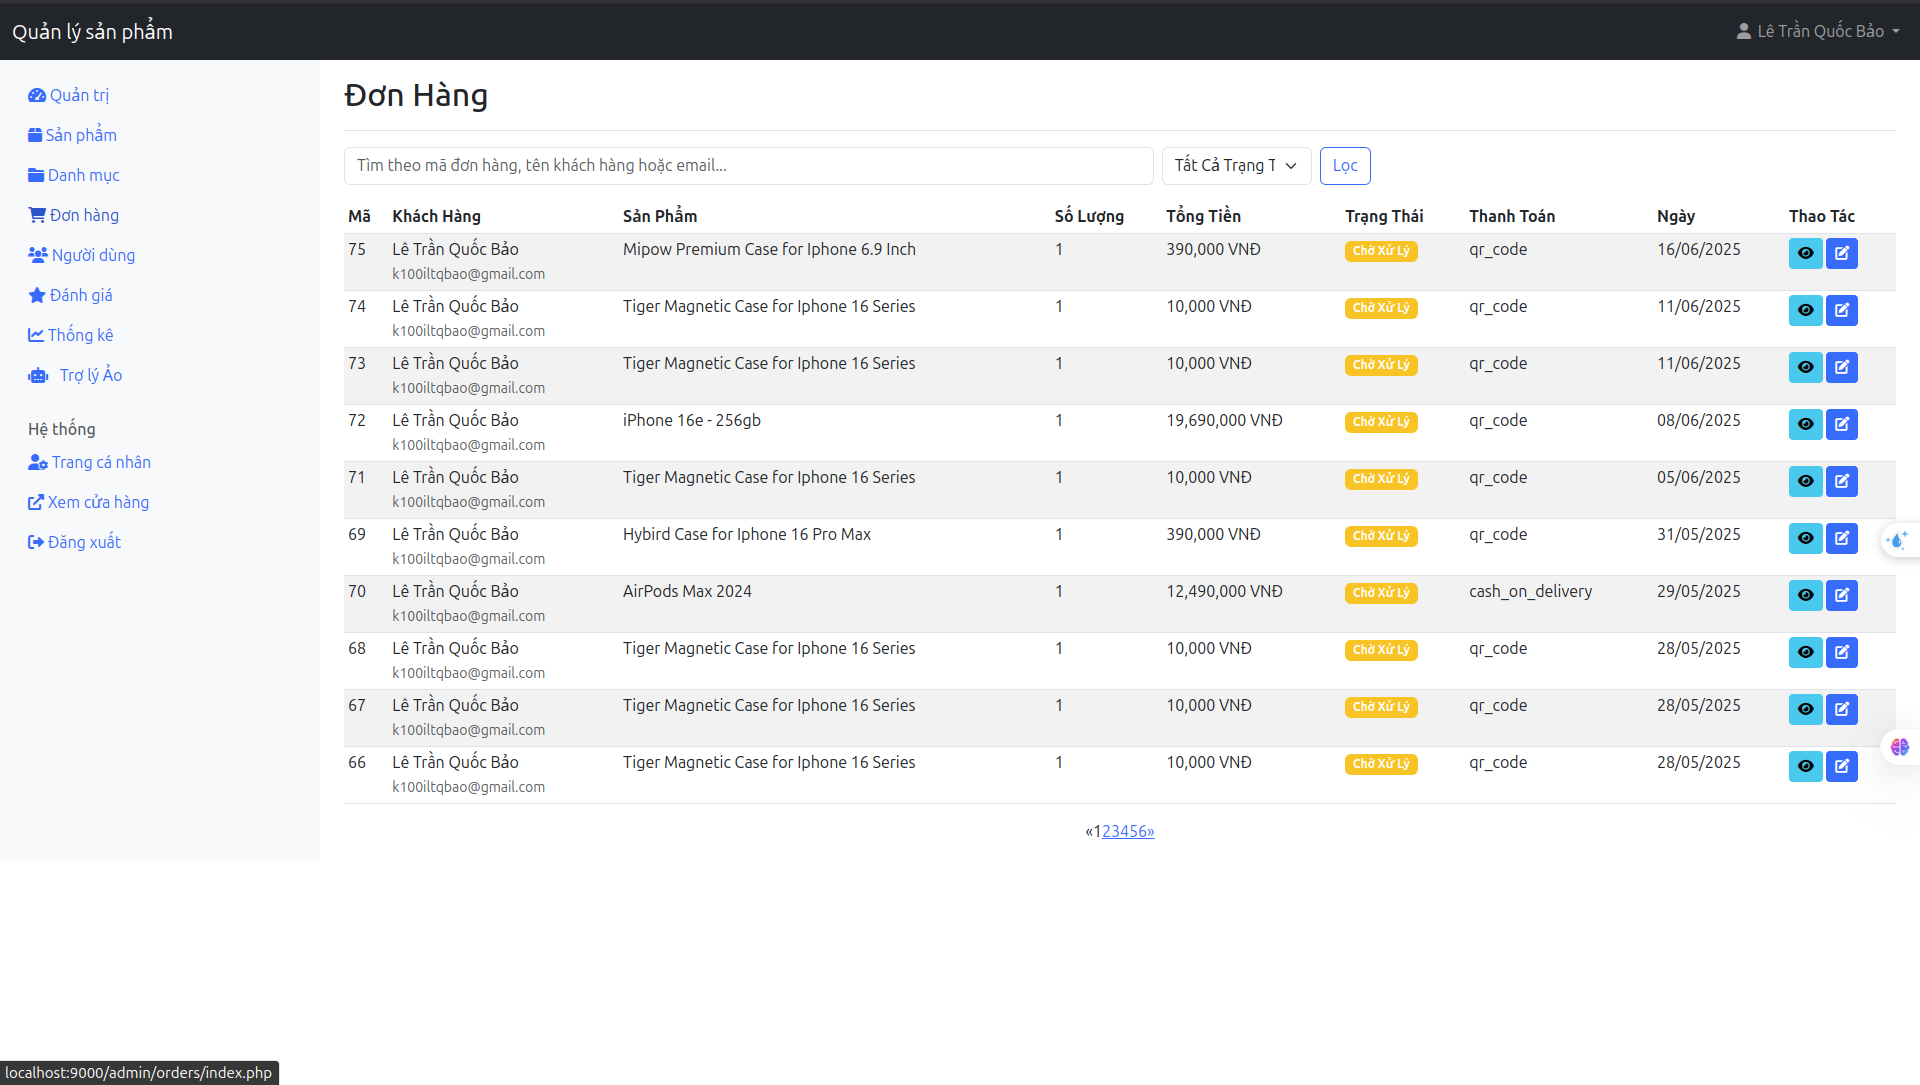 Quản lý sản phẩm
Lê Trần Quốc Bảo
Quản trị
Sản phẩm
Danh mục
Đơn hàng
Người dùng
Đánh giá
Thống kê
Trợ lý Ảo
Hệ thống
Trang cá nhân
Xem cửa hàng
Đăng xuất
Đơn Hàng
Tìm theo mã đơn hàng, tên khách hàng hoặc email... Tất Cả Trạng T Lọc
Mã Khách Hàng Sản Phẩm Số Lượng Tổng Tiền Trạng Thái Thanh Toán Ngày Thao Tác
75 Lê Trần Quốc Bảo Mipow Premium Case for Iphone 6.9 Inch 1 390,000 VNĐ Chờ Xử Lý qr_code 16/06/2025
k100iltqbao@gmail.com
74 Lê Trần Quốc Bảo Tiger Magnetic Case for Iphone 16 Series 1 10,000 VNĐ Chờ Xử Lý qr_code 11/06/2025
k100iltqbao@gmail.com
73 Lê Trần Quốc Bảo Tiger Magnetic Case for Iphone 16 Series 1 10,000 VNĐ Chờ Xử Lý qr_code 11/06/2025
k100iltqbao@gmail.com
72 Lê Trần Quốc Bảo iPhone 16e - 256gb 1 19,690,000 VNĐ Chờ Xử Lý qr_code 08/06/2025
k100iltqbao@gmail.com
71 Lê Trần Quốc Bảo Tiger Magnetic Case for Iphone 16 Series 1 10,000 VNĐ Chờ Xử Lý qr_code 05/06/2025
k100iltqbao@gmail.com
69 Lê Trần Quốc Bảo Hybird Case for Iphone 16 Pro Max 1 390,000 VNĐ Chờ Xử Lý qr_code 31/05/2025
k100iltqbao@gmail.com
70 Lê Trần Quốc Bảo AirPods Max 2024 1 12,490,000 VNĐ Chờ Xử Lý cash_on_delivery 29/05/2025
k100iltqbao@gmail.com
68 Lê Trần Quốc Bảo Tiger Magnetic Case for Iphone 16 Series 1 10,000 VNĐ Chờ Xử Lý qr_code 28/05/2025
k100iltqbao@gmail.com
67 Lê Trần Quốc Bảo Tiger Magnetic Case for Iphone 16 Series 1 10,000 VNĐ Chờ Xử Lý qr_code 28/05/2025
k100iltqbao@gmail.com
66 Lê Trần Quốc Bảo Tiger Magnetic Case for Iphone 16 Series 1 10,000 VNĐ Chờ Xử Lý qr_code 28/05/2025
k100iltqbao@gmail.com
«123456»
localhost:9000/admin/orders/index.php